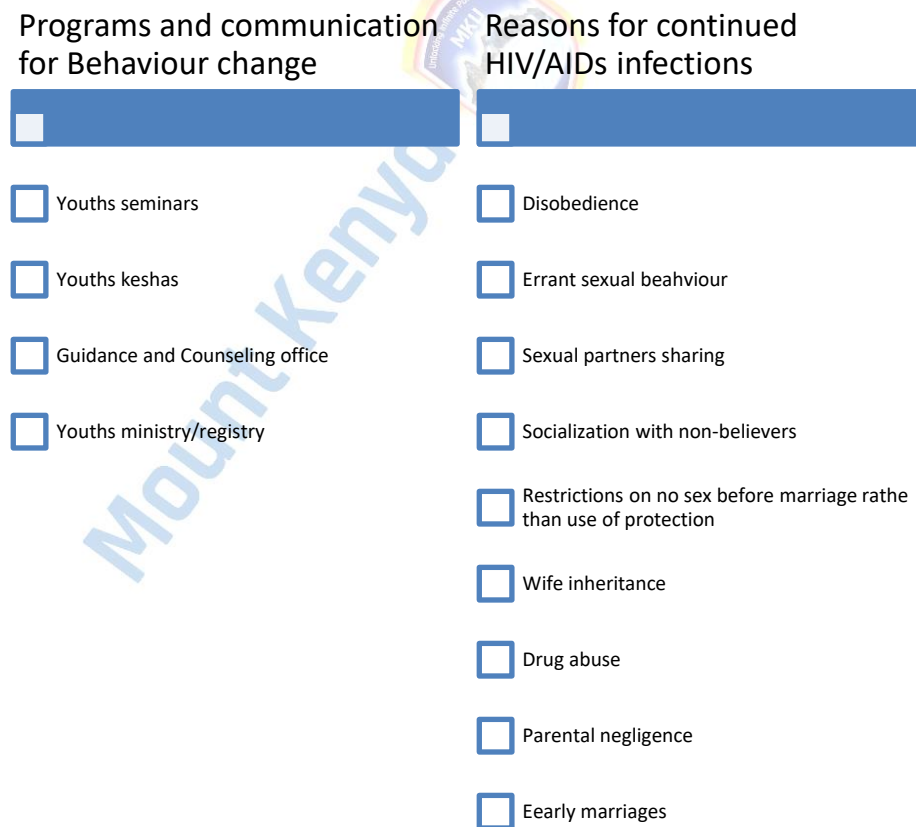 Programs and communication
for Behaviour change
Youths seminars
Youths keshas
Guidance and Counseling office
Youths ministry/registry
Reasons for continued
HIV/AIDs infections
Disobedience
Errant sexual beahviour
Sexual partners sharing
Socialization with non-believers
Restrictions on no sex before marriage rathe
than use of protection
Wife inheritance
Drug abuse
Parental negligence
Eearly marriages
Mount Kenya
MKU